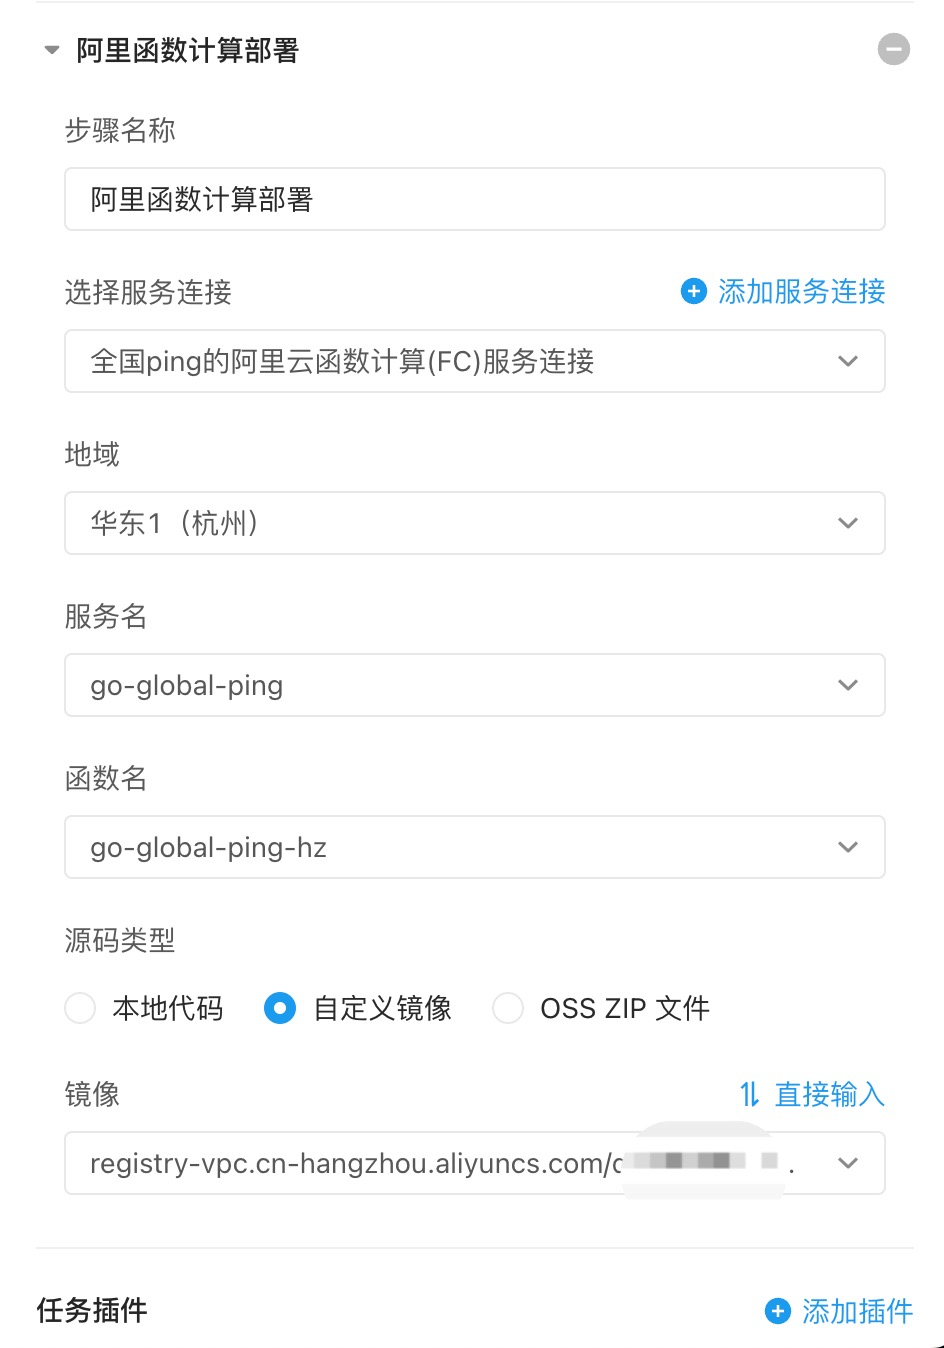 阿里函数计算部署
步骤名称
阿里函数计算部署
选择服务连接
添加服务连接
全国ping的阿里云函数计算(FC)服务连接
地域
华东1（杭州）
服务名
go-global-ping
函数名
go-global-ping-hz
源码类型
本地代码 自定义镜像 OSS ZIP 文件
镜像
直接输入
registry-vpc.cn-hangzhou.aliyuncs.com/
任务插件
添加插件